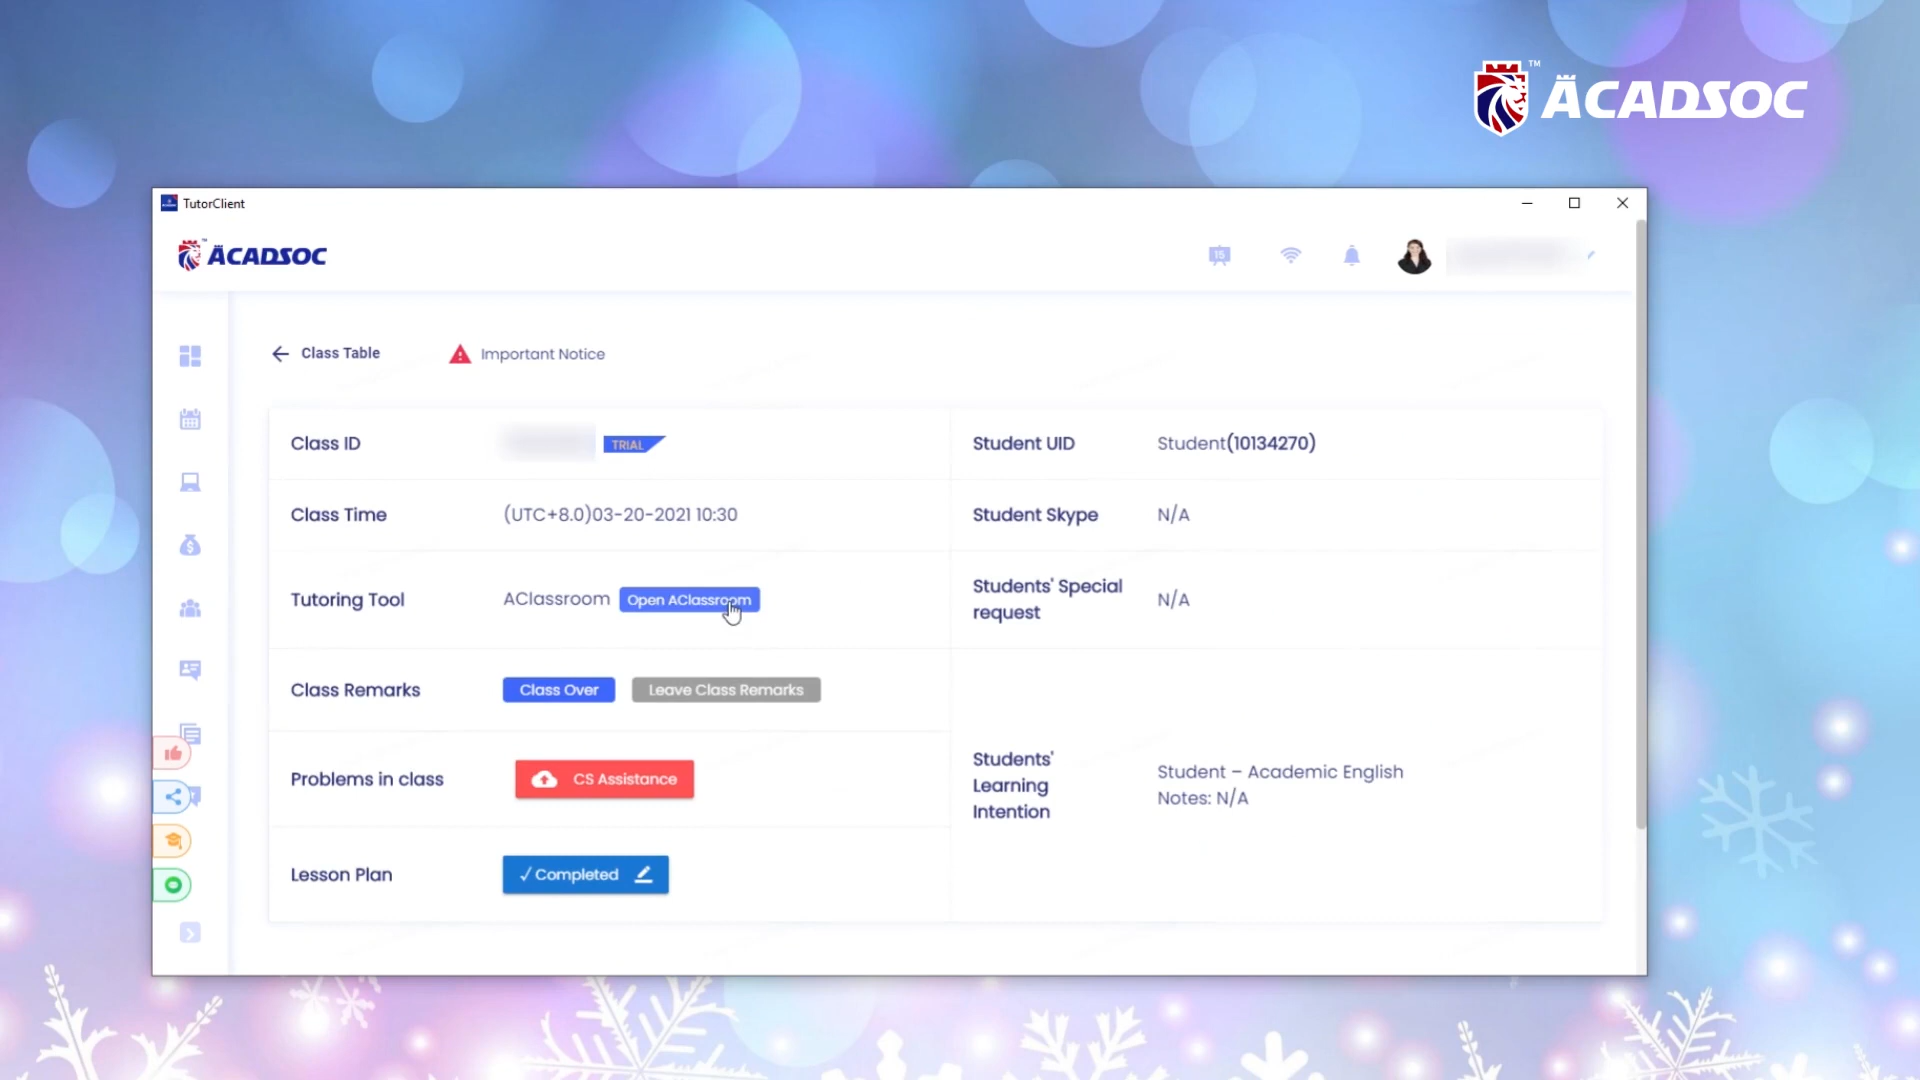 TM
ACADSOC
TutorClient
ACADSOC
15
Class Table
Important Notice
Class ID
TRIAL
Student UID
Student(10134270)
Class Time
(UTC+8.0)03-20-2021 10:30
Student Skype
N/A
Tutoring Tool
AClassroom
Open AClassroom
Students' Special
request
N/A
Class Remarks
Class Over
Leave Class Remarks
Problems in class
CS Assistance
Students'
Learning
Intention
Student – Academic English
Notes: N/A
Lesson Plan
✓ Completed